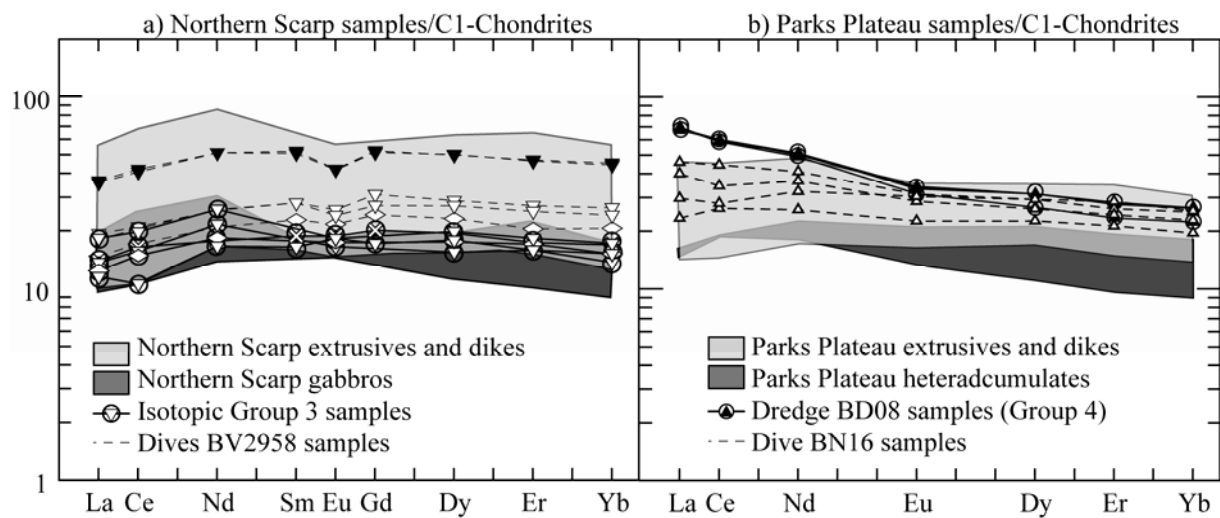 a) Northern Scarp samples/C1-Chondrites
b) Parks Plateau samples/C1-Chondrites
100
100
10
10
1
Northern Scarp extrusives and dikes
Northern Scarp gabbros
Isotopic Group 3 samples
Dives BV2958 samples
Parks Plateau extrusives and dikes
Parks Plateau heteradcumulates
Dredge BD08 samples (Group 4)
Dive BN16 samples
La Ce Nd Sm Eu Gd Dy Er Yb
La Ce Nd Eu Dy Er Yb